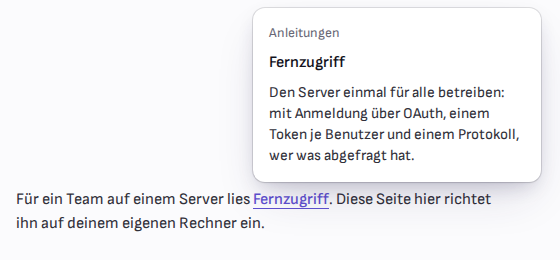 Anleitungen
Fernzugriff
Den Server einmal für alle betreiben:
mit Anmeldung über OAuth, einem
Token je Benutzer und einem Protokoll,
wer was abgefragt hat.
Für ein Team auf einem Server lies Fernzugriff. Diese Seite hier richtet
ihn auf deinem eigenen Rechner ein.